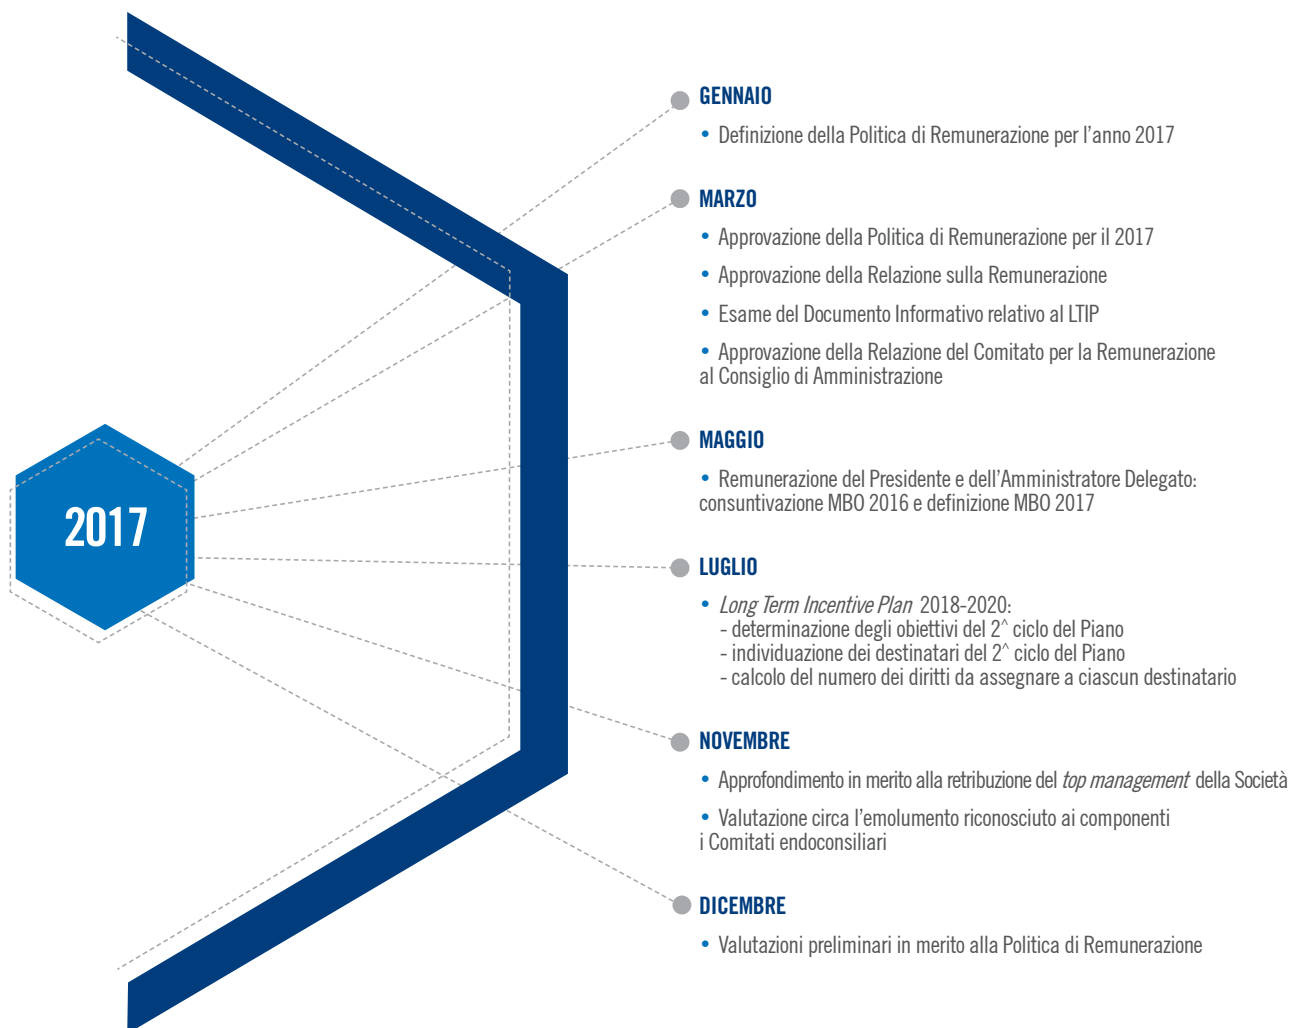 2017
GENNAIO
• Definizione della Politica di Remunerazione per l'anno 2017
MARZO
• Approvazione della Politica di Remunerazione per il 2017
• Approvazione della Relazione sulla Remunerazione
• Esame del Documento Informativo relativo al LTIP
• Approvazione della Relazione del Comitato per la Remunerazione
al Consiglio di Amministrazione
MAGGIO
• Remunerazione del Presidente e dell'Amministratore Delegato:
consuntivazione MBO 2016 e definizione MBO 2017
LUGLIO
• Long Term Incentive Plan 2018-2020:
- determinazione degli obiettivi del 2^ ciclo del Piano
- individuazione dei destinatari del 2^ ciclo del Piano
- calcolo del numero dei diritti da assegnare a ciascun destinatario
NOVEMBRE
• Approfondimento in merito alla retribuzione del top management della Società
• Valutazione circa l'emolumento riconosciuto ai componenti
i Comitati endoconsiliari
DICEMBRE
• Valutazioni preliminari in merito alla Politica di Remunerazione